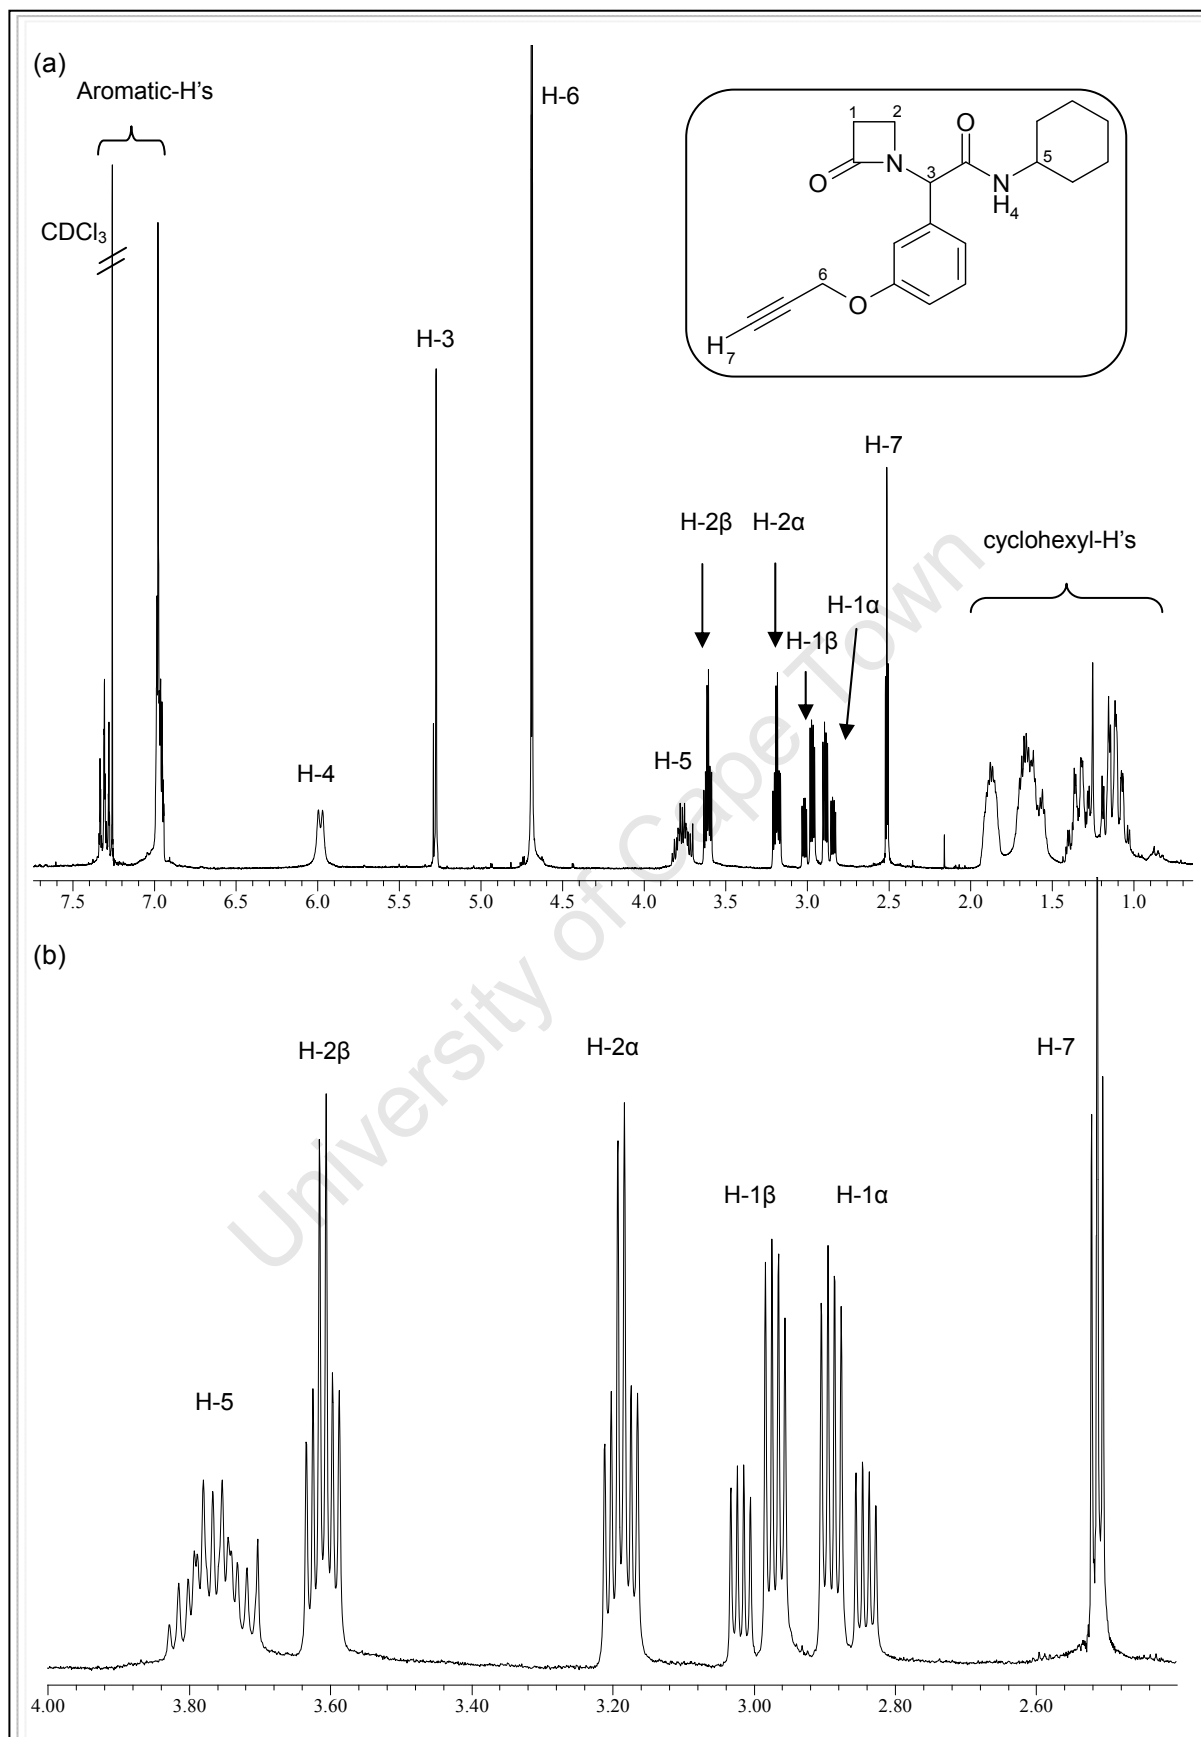 (a)
Aromatic-H's
H-6
CDCl₃
H-3
1 2
O
N
3
O
N
H₄
5
6
O
H₇
H-7
H-2β H-2α
cyclohexyl-H's
H-1α
H-1β
H-5
H-4
7.5 7.0 6.5 6.0 5.5 5.0 4.5 4.0 3.5 3.0 2.5 2.0 1.5 1.0
(b)
H-2β H-2α H-7
H-1β H-1α
H-5
4.00 3.80 3.60 3.40 3.20 3.00 2.80 2.60
University of Cape Town